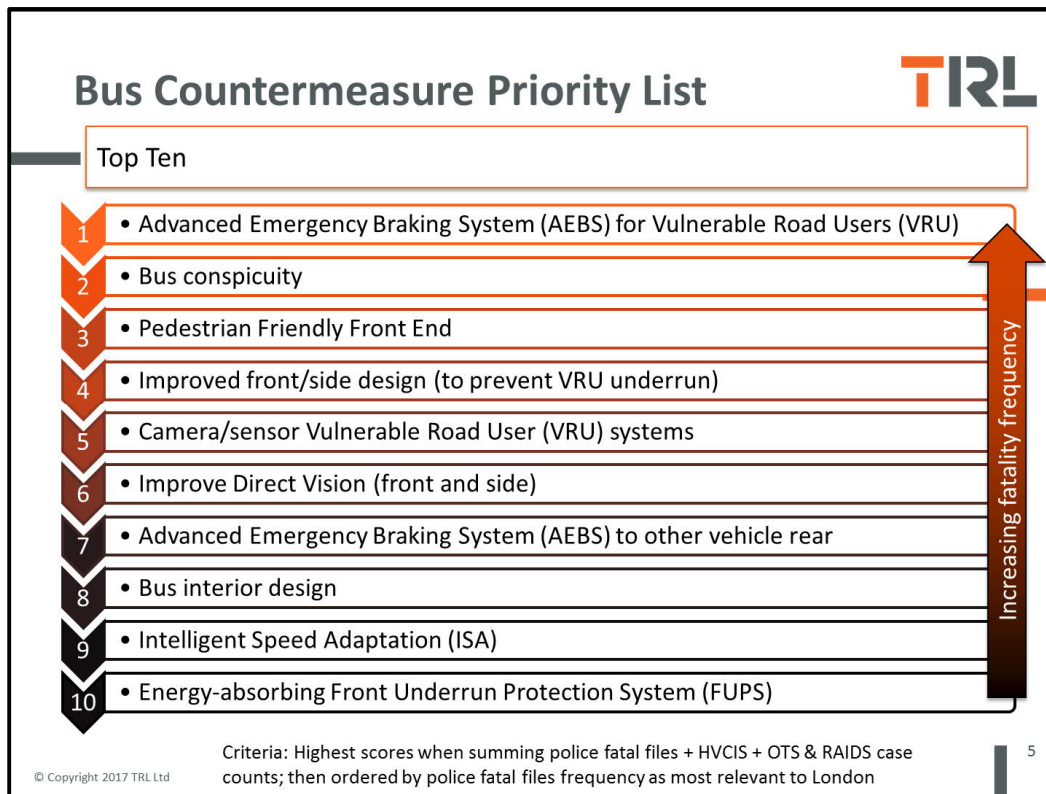 Bus Countermeasure Priority List
TRL
Top Ten
1 • Advanced Emergency Braking System (AEBS) for Vulnerable Road Users (VRU)
2 • Bus conspicuity
3 • Pedestrian Friendly Front End
4 • Improved front/side design (to prevent VRU underrun)
5 • Camera/sensor Vulnerable Road User (VRU) systems
6 • Improve Direct Vision (front and side)
7 • Advanced Emergency Braking System (AEBS) to other vehicle rear
8 • Bus interior design
9 • Intelligent Speed Adaptation (ISA)
10 • Energy-absorbing Front Underrun Protection System (FUPS)
Increasing fatality frequency
Criteria: Highest scores when summing police fatal files + HVCIS + OTS & RAIDS case
counts; then ordered by police fatal files frequency as most relevant to London
© Copyright 2017 TRL Ltd
5